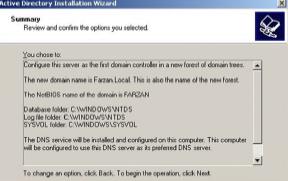 Active Directory Installation Wizard
Summary
Review and confirm the options you selected.
You chose to:
Configure this server as the first domain controller in a new forest of domain trees.
The new domain name is Farzan.Local. This is also the name of the new forest.
The NetBIOS name of the domain is FARZAN
Database folder: C:\WINDOWS\NTDS
Log file folder: C:\WINDOWS\NTDS
SYSVOL folder: C:\WINDOWS\SYSVOL
The DNS service will be installed and configured on this computer. This computer
will be configured to use this DNS server as its preferred DNS server.
To change an option, click Back. To begin the operation, click Next.